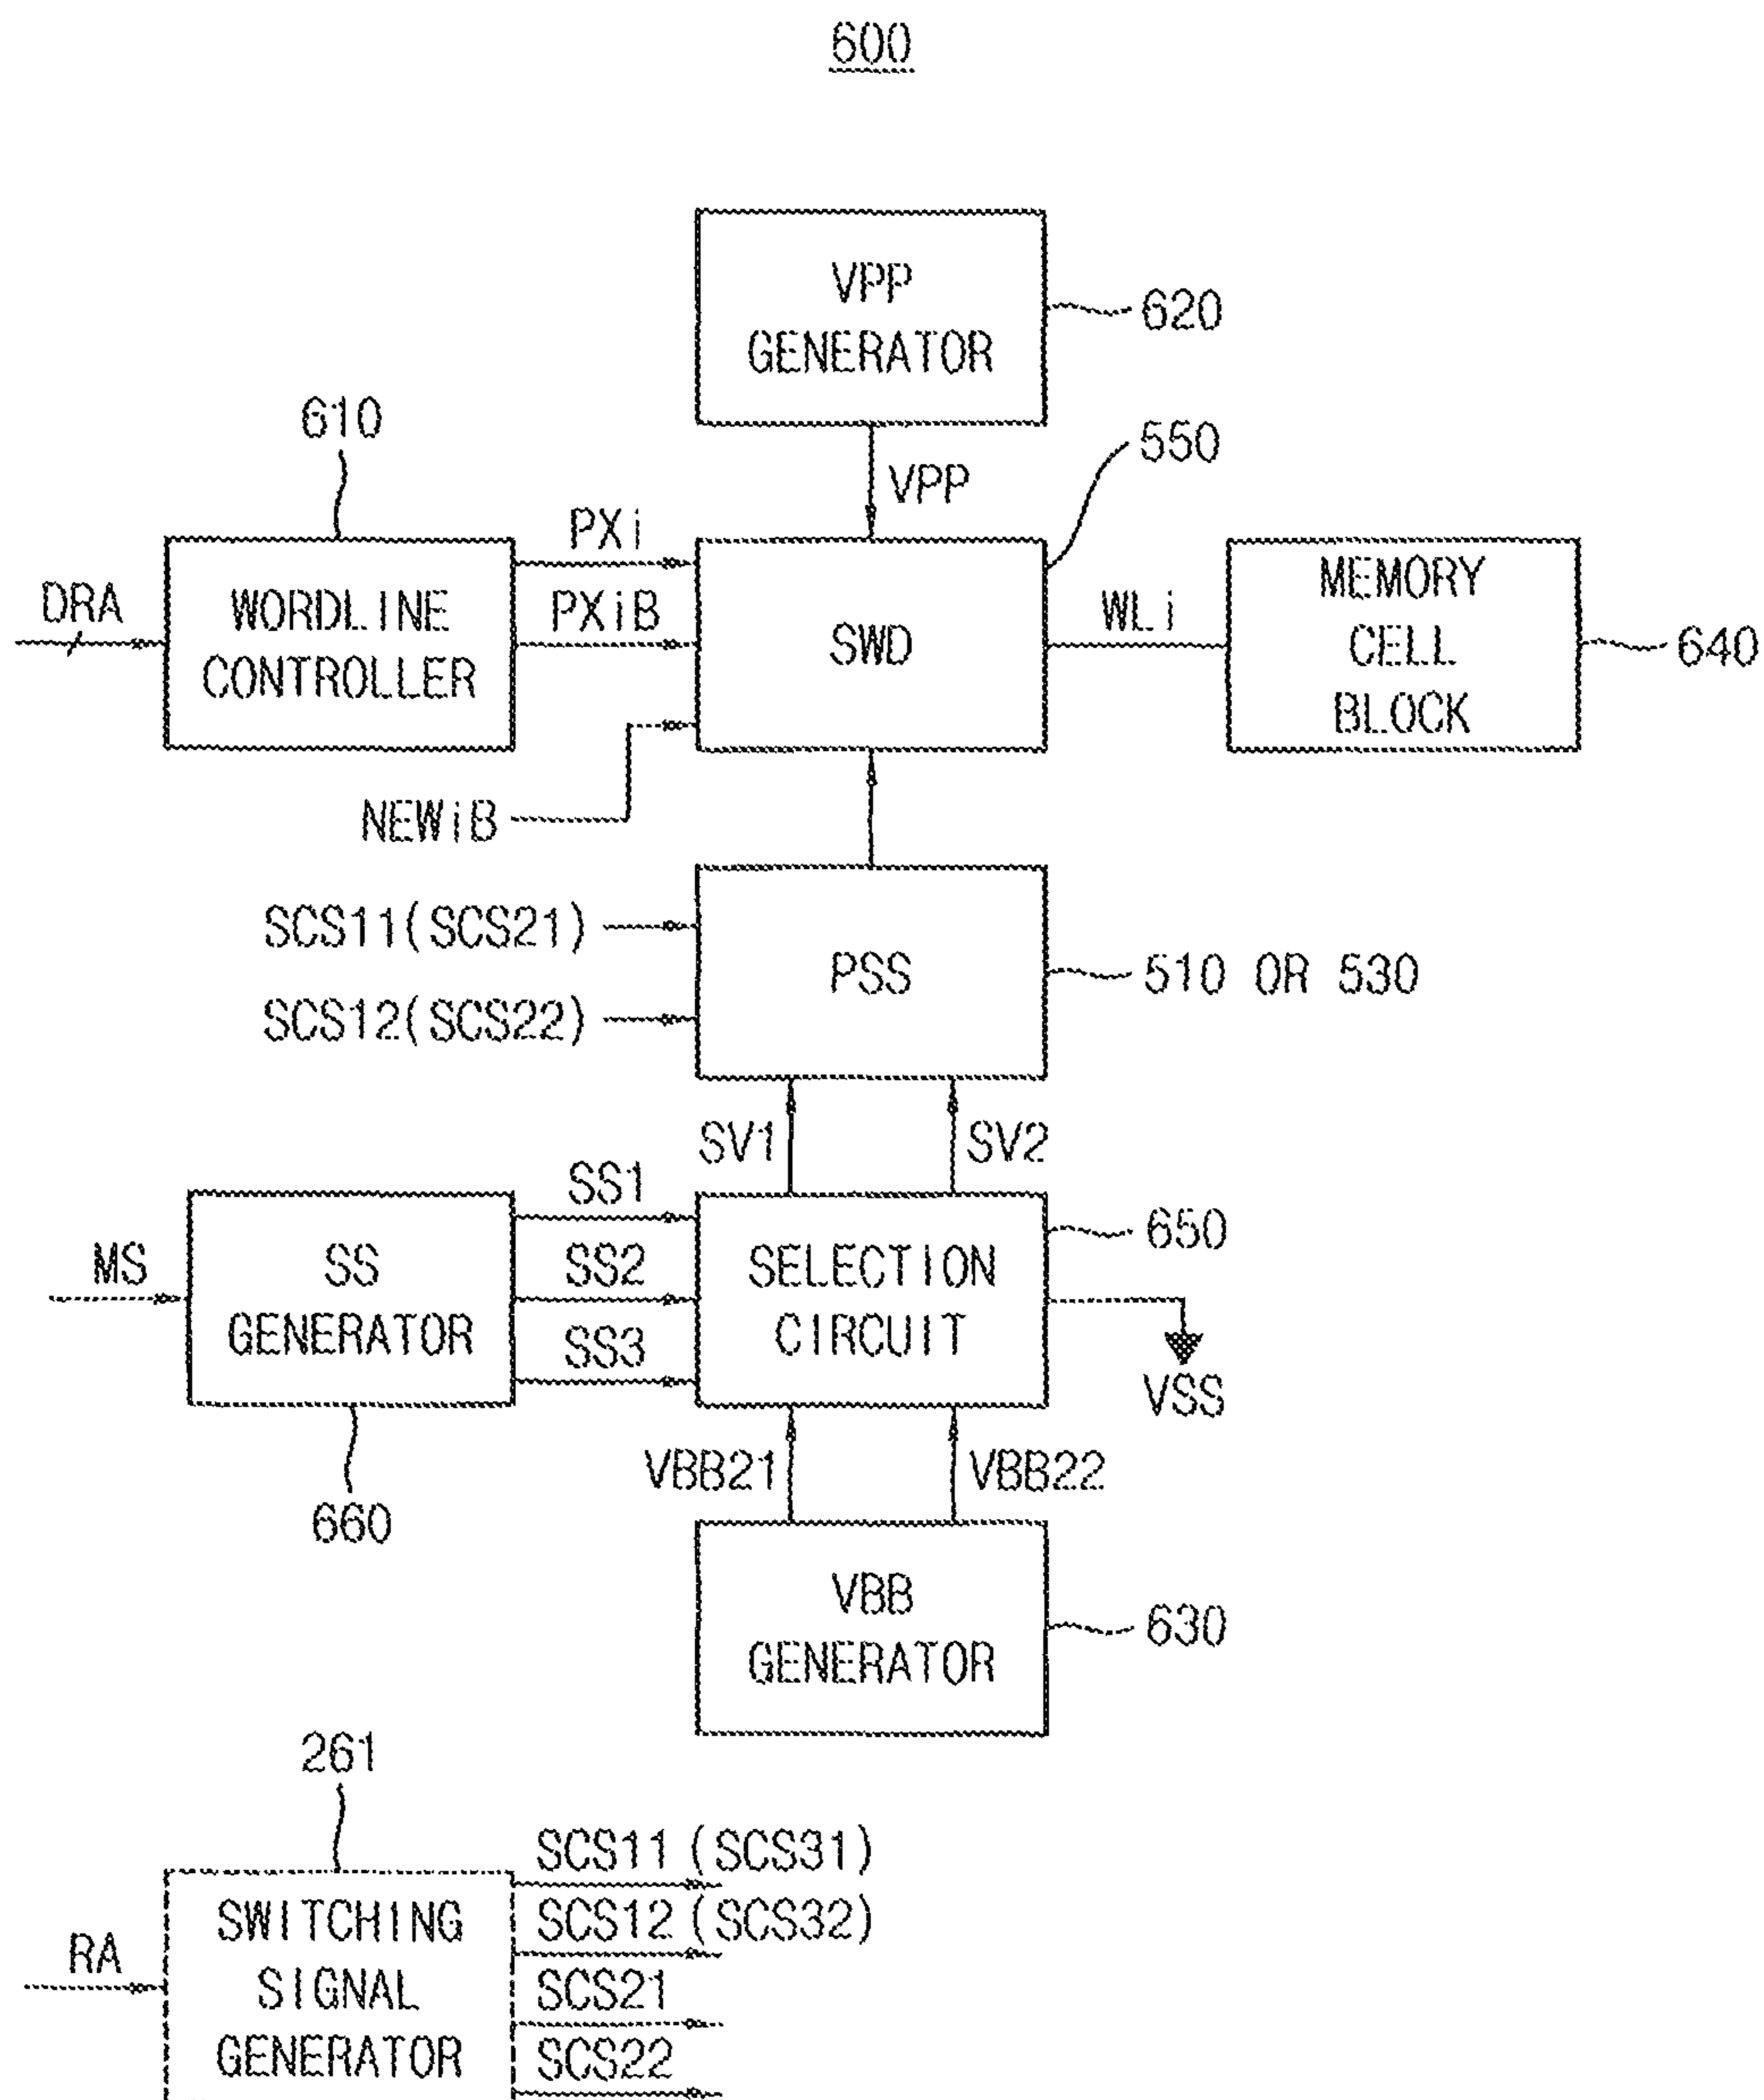 600
VPP
GENERATOR
620
VPP
550
610
PXi
PXiB
DRA
WORDLINE
CONTROLLER
SWD
WLi
MEMORY
CELL
BLOCK
640
NEWiB
SCS11(SCS21)
SCS12(SCS22)
PSS
510 OR 530
SV1
SV2
MS
SS
GENERATOR
SS1
SS2
SS3
SELECTION
CIRCUIT
650
VSS
660
VBB21
VBB22
VBB
GENERATOR
630
261
RA
SWITCHING
SIGNAL
GENERATOR
SCS11(SCS31)
SCS12(SCS32)
SCS21
SCS22